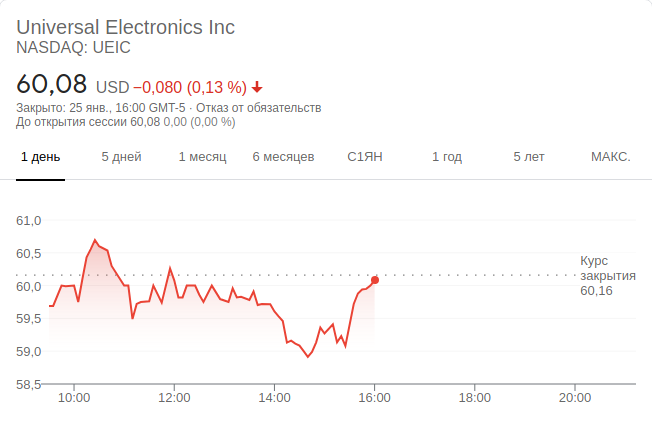 Universal Electronics Inc
NASDAQ: UEIC
60,08 USD −0,080 (0,13 %)
Закрыто: 25 янв., 16:00 GMT-5 · Отказ от обязательств
До открытия сессии 60,08 0,00 (0,00 %)
1 день 5 дней 1 месяц 6 месяцев С1ЯН 1 год 5 лет МАКС.
61,0
60,5
Курс
закрытия
60,16
60,0
59,5
59,0
58,5
10:00 12:00 14:00 16:00 18:00 20:00